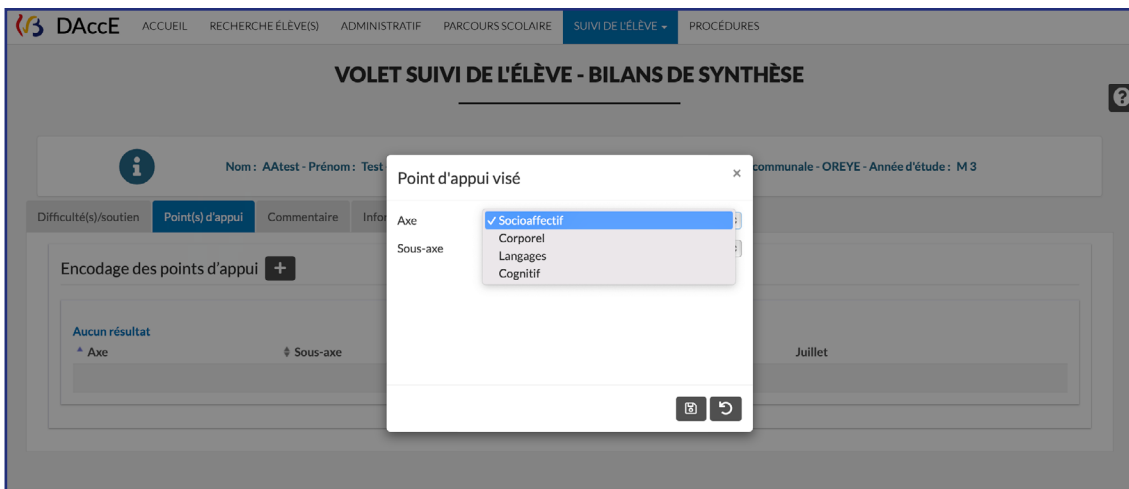 DAccE ACCUEIL RECHERCHE ÉLÈVE(S) ADMINISTRATIF PARCOURS SCOLAIRE SUIVI DE L'ÉLÈVE PROCÉDURES
VOLET SUIVI DE L'ÉLÈVE - BILANS DE SYNTHÈSE
Nom : AAtest - Prénom : Test communale - OREYE - Année d'étude : M 3
Point d'appui visé ×
Difficulté(s)/soutien Point(s) d'appui Commentaire
Axe ✓ Socioaffectif
Corporel
Sous-axe
Langages
Cognitif
Encodage des points d'appui +
Aucun résultat
Axe Sous-axe Juillet